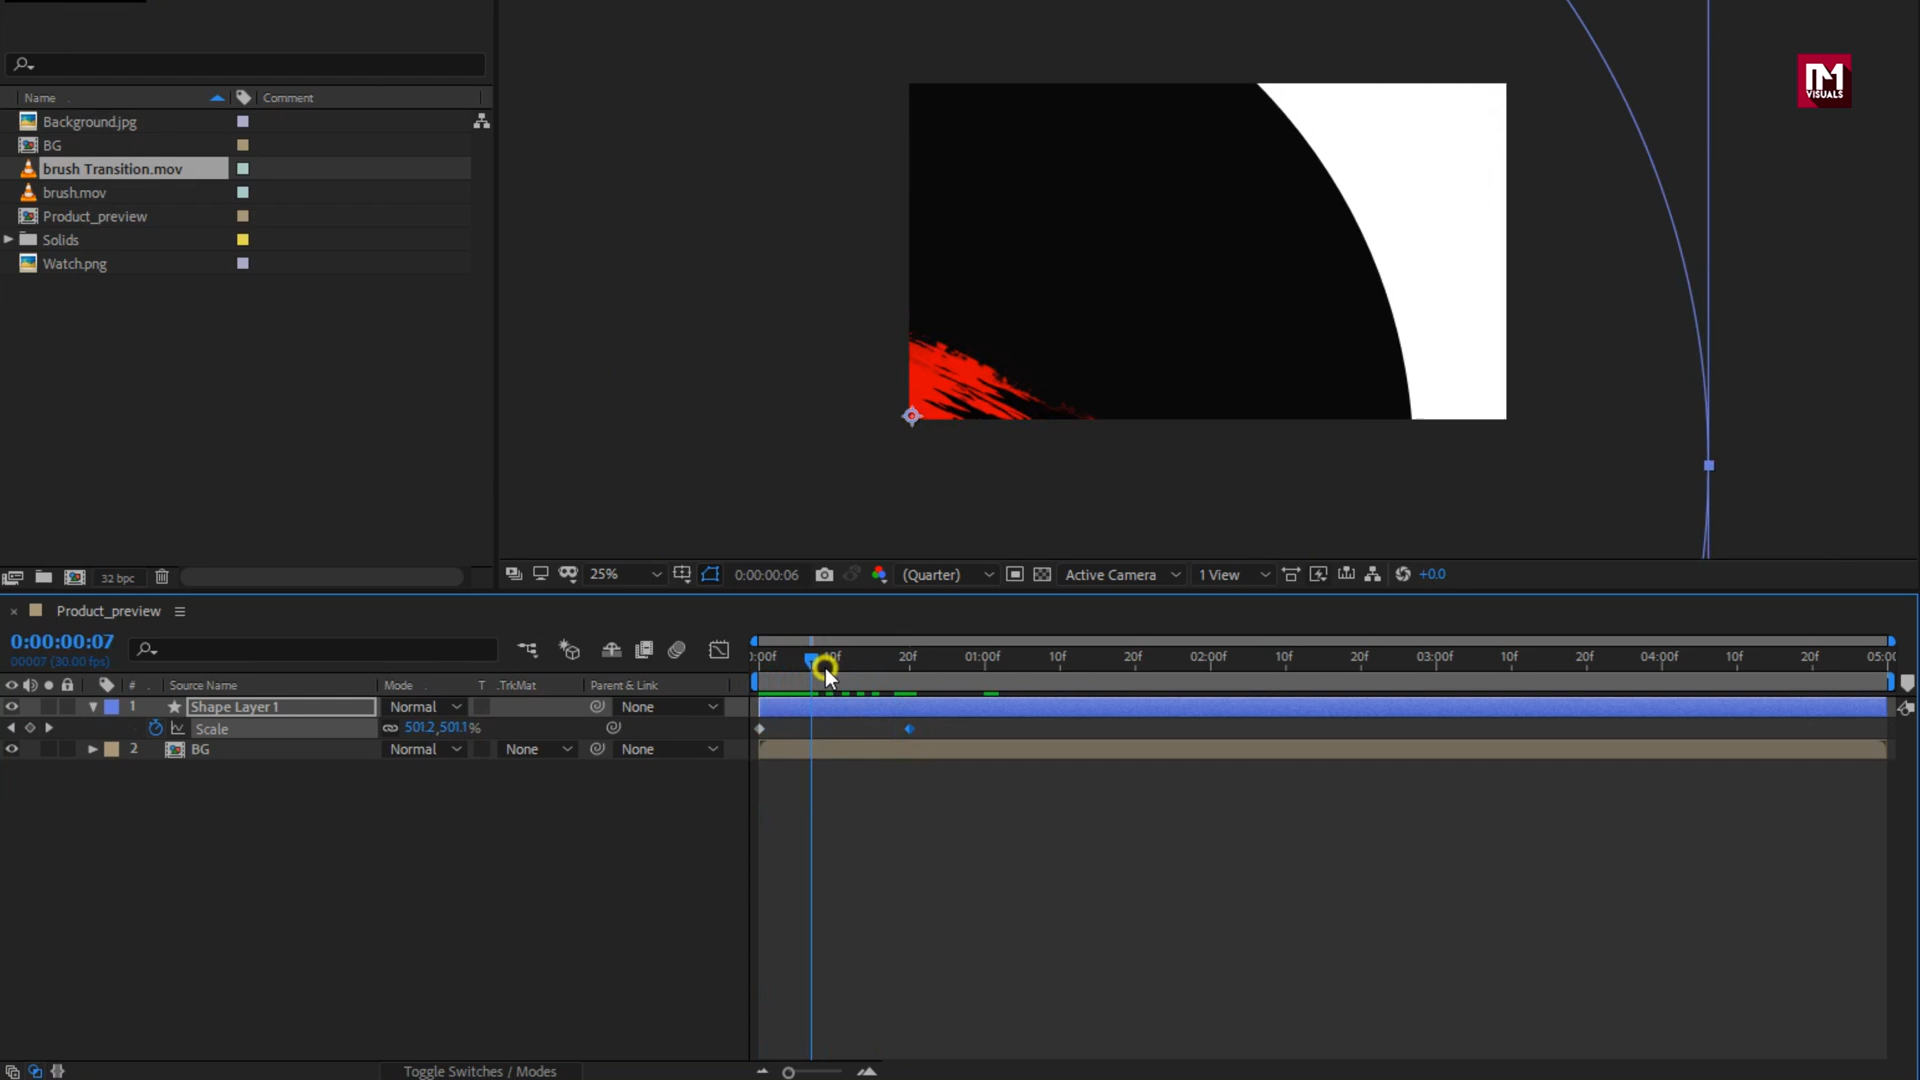 Name
Comment
Background.jpg
BG
brush Transition.mov
brush.mov
Product_preview
Solids
Watch.png
M
VISUALS
32 bpc
25%
0:00:00:06
(Quarter)
Active Camera
1 View
+0.0
Product_preview
0:00:00:07
00007 (30.00 fps)
:00f 20f 01:00f 10f 20f 02:00f 10f 20f 03:00f 10f 20f 04:00f 10f 20f 05:00
# Source Name Mode T .TrkMat Parent & Link
1 Shape Layer 1 Normal None
Scale 501.2,501.1%
2 BG Normal None None
Toggle Switches / Modes